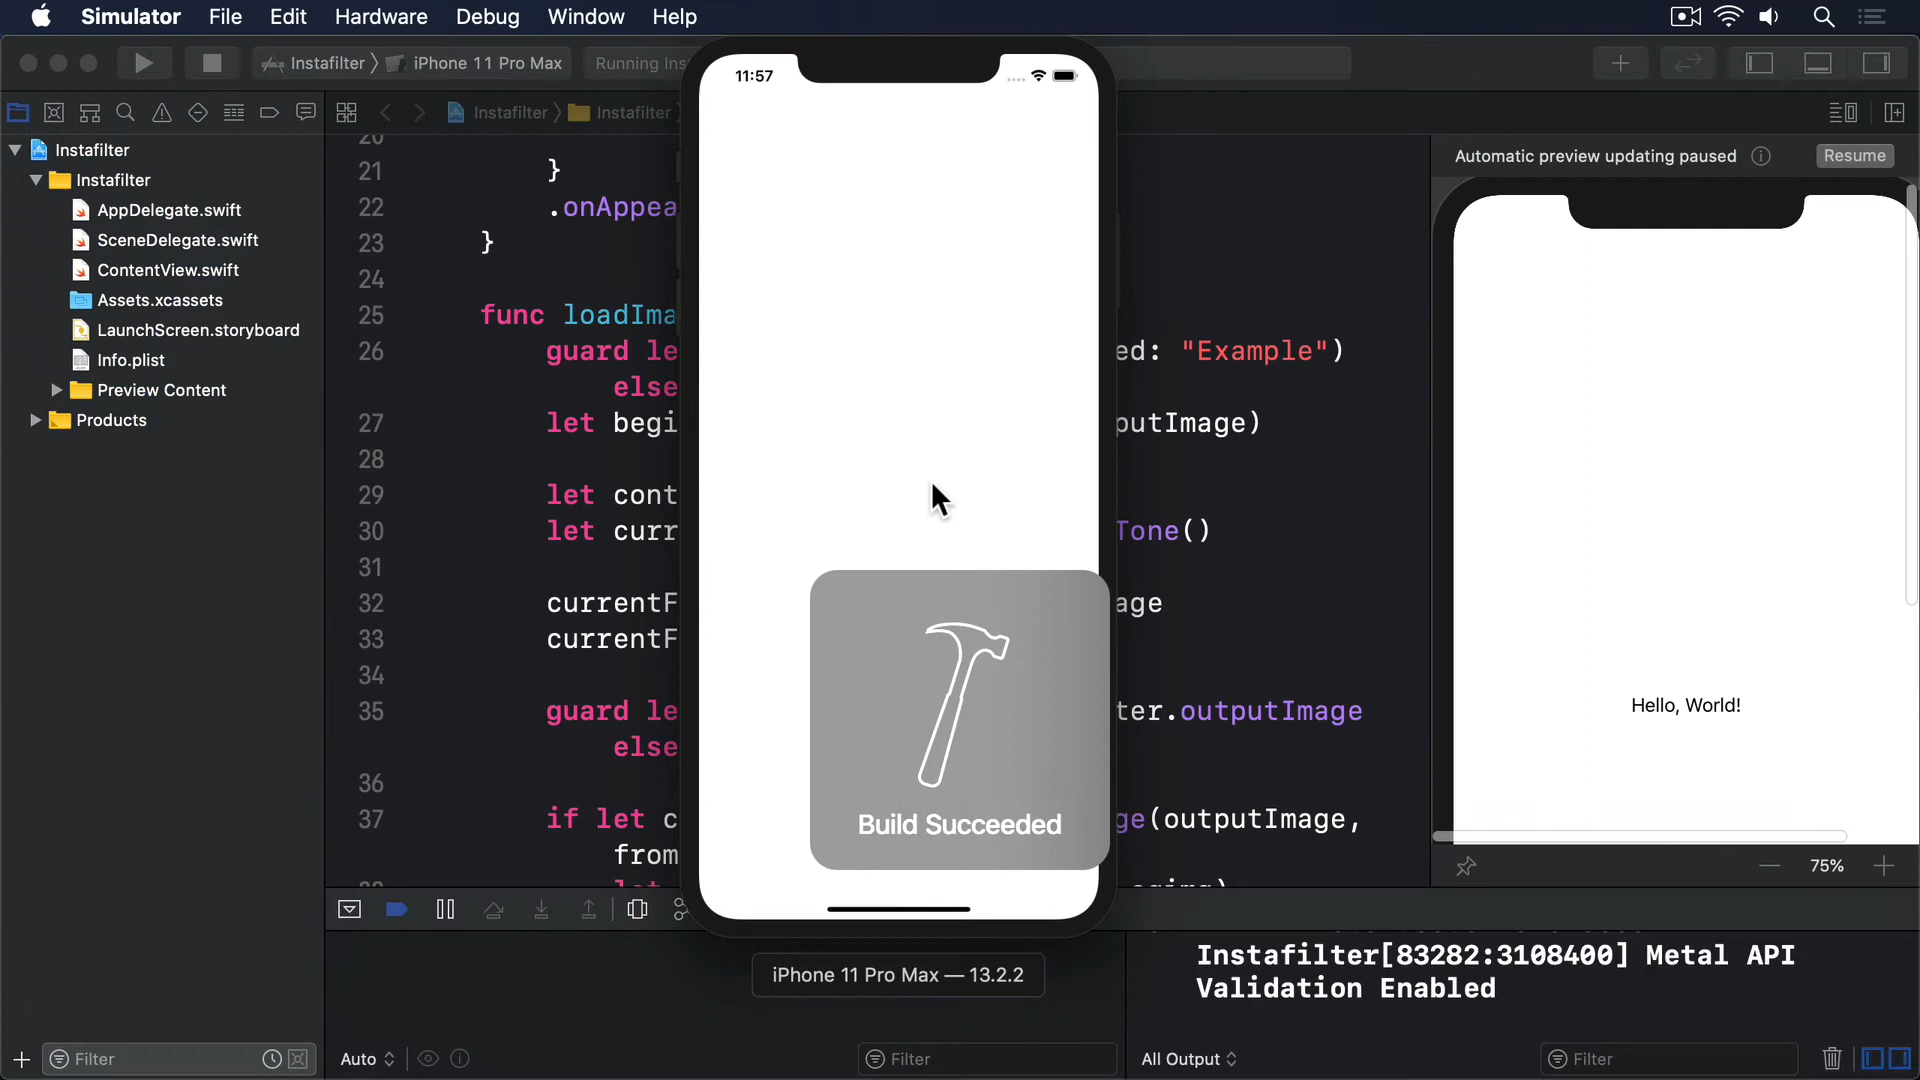 Simulator File Edit Hardware Debug Window Help
Instafilter iPhone 11 Pro Max Running Ins
11:57
Instafilter Instafilter
Instafilter
Instafilter
AppDelegate.swift
SceneDelegate.swift
ContentView.swift
Assets.xcassets
LaunchScreen.storyboard
Info.plist
Preview Content
Products
20
21 }
22 .onAppea
23 }
24
25 func loadIma
26 guard le ed: "Example")
else
27 let begi putImage)
28
29 let cont
30 let curr Tone()
31
32 currentF age
33 currentF
34
35 guard le ter.outputImage
else
36
37 if let c ge(outputImage,
from
Build Succeeded
iPhone 11 Pro Max — 13.2.2
Automatic preview updating paused Resume
Hello, World!
75%
Instafilter[83282:3108400] Metal API
Validation Enabled
Filter Auto Filter All Output Filter